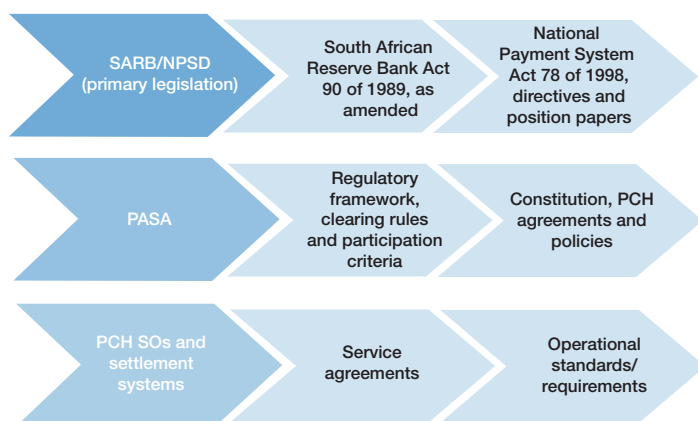 SARB/NPSD
(primary legislation)
South African
Reserve Bank Act
90 of 1989, as
amended
National
Payment System
Act 78 of 1998,
directives and
position papers
PASA
Regulatory
framework,
clearing rules
and participation
criteria
Constitution, PCH
agreements and
policies
PCH SOs and
settlement
systems
Service
agreements
Operational
standards/
requirements